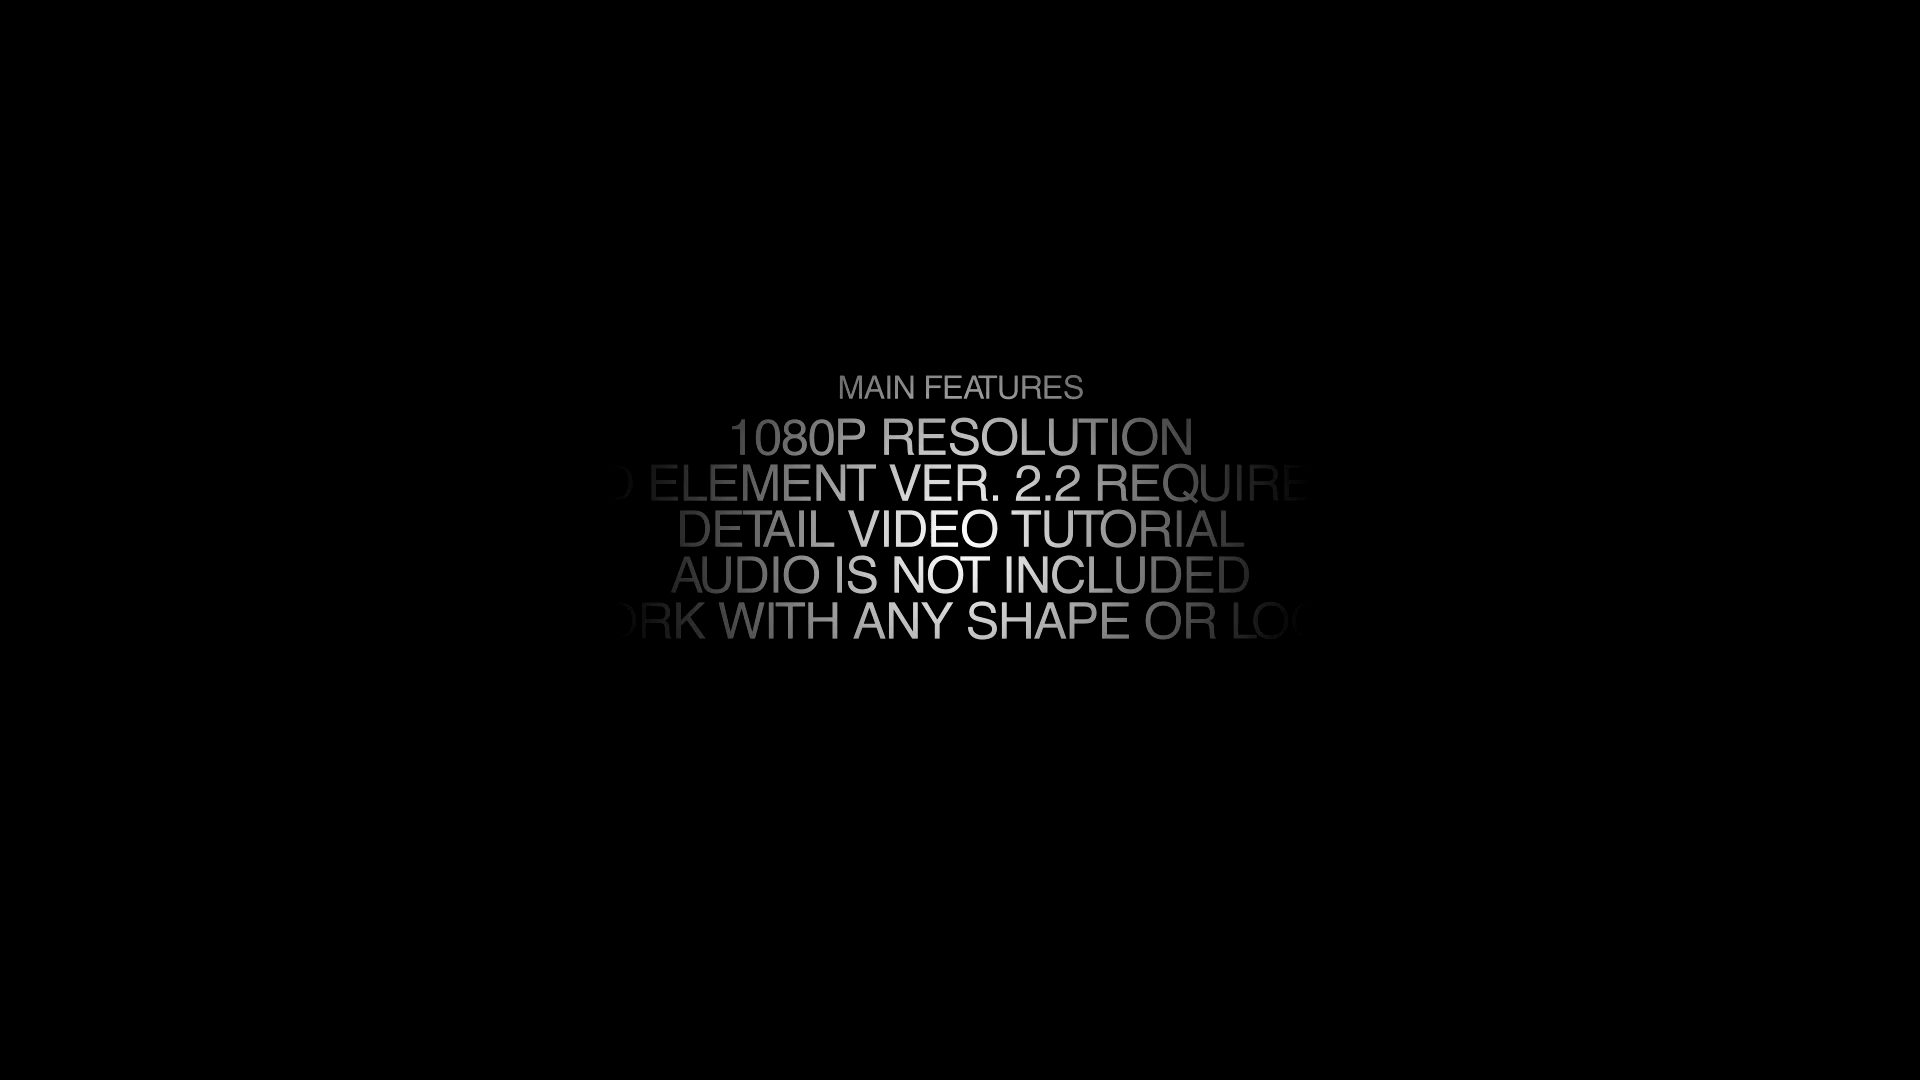 MAIN FEATURES
1080P RESOLUTION
ELEMENT VER. 2.2
DETAIL VIDEO TUTORIAL
AUDIO IS NOT INCLUDED
WITH ANY SHAPE OR